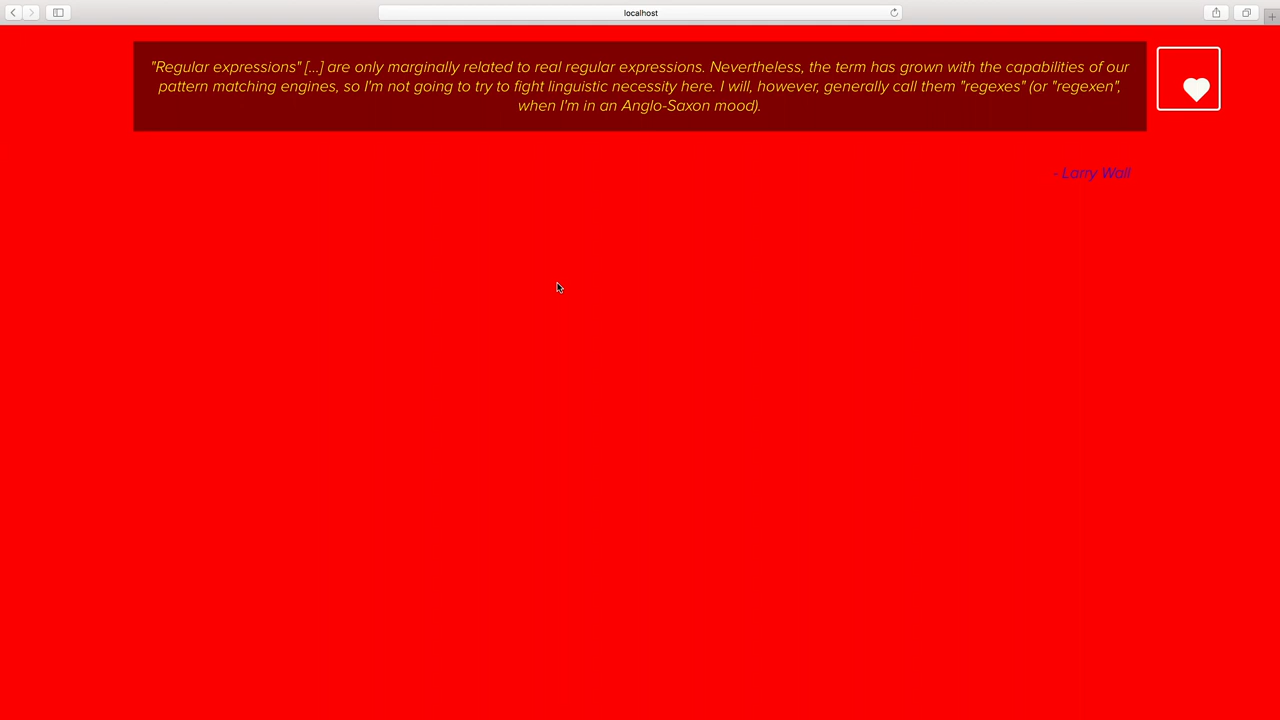 localhost
"Regular expressions" [...] are only marginally related to real regular expressions. Nevertheless, the term has grown with the capabilities of our
pattern matching engines, so I'm not going to try to fight linguistic necessity here. I will, however, generally call them "regexes" (or "regexen",
when I'm in an Anglo-Saxon mood).
- Larry Wall